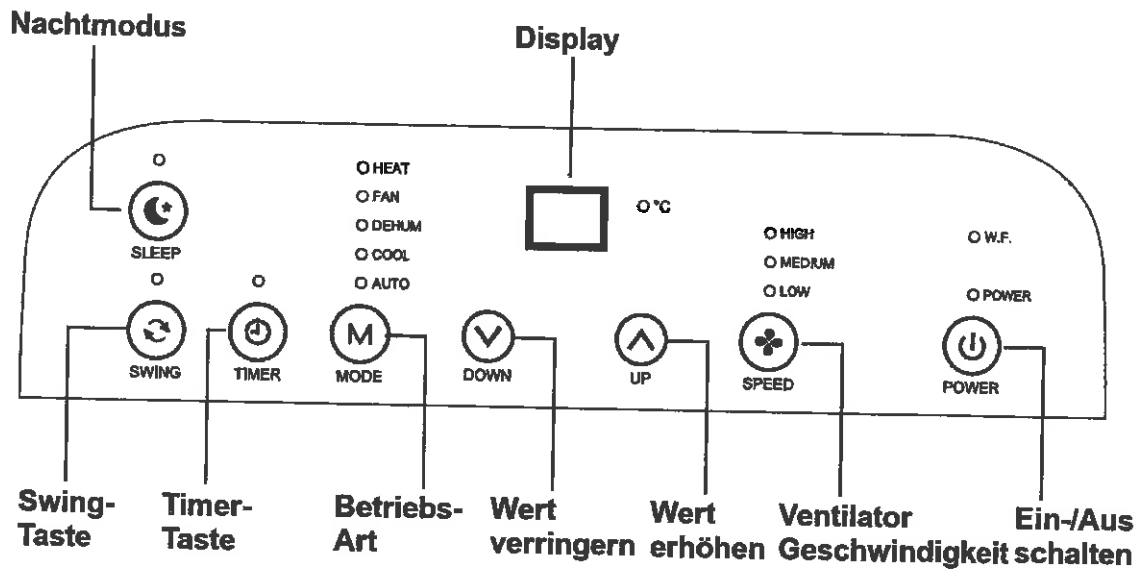 Nachtmodus
Display
HEAT
FAN
DEHUM
COOL
AUTO
°C
HIGH
MEDIUM
LOW
W.F.
POWER
SLEEP
SWING
TIMER
M
MODE
DOWN
UP
SPEED
POWER
Swing-
Taste
Timer-
Taste
Betriebs-
Art
Wert
verringern
Wert
erhöhen
Ventilator
Geschwindigkeit
Ein-/Aus
schalten